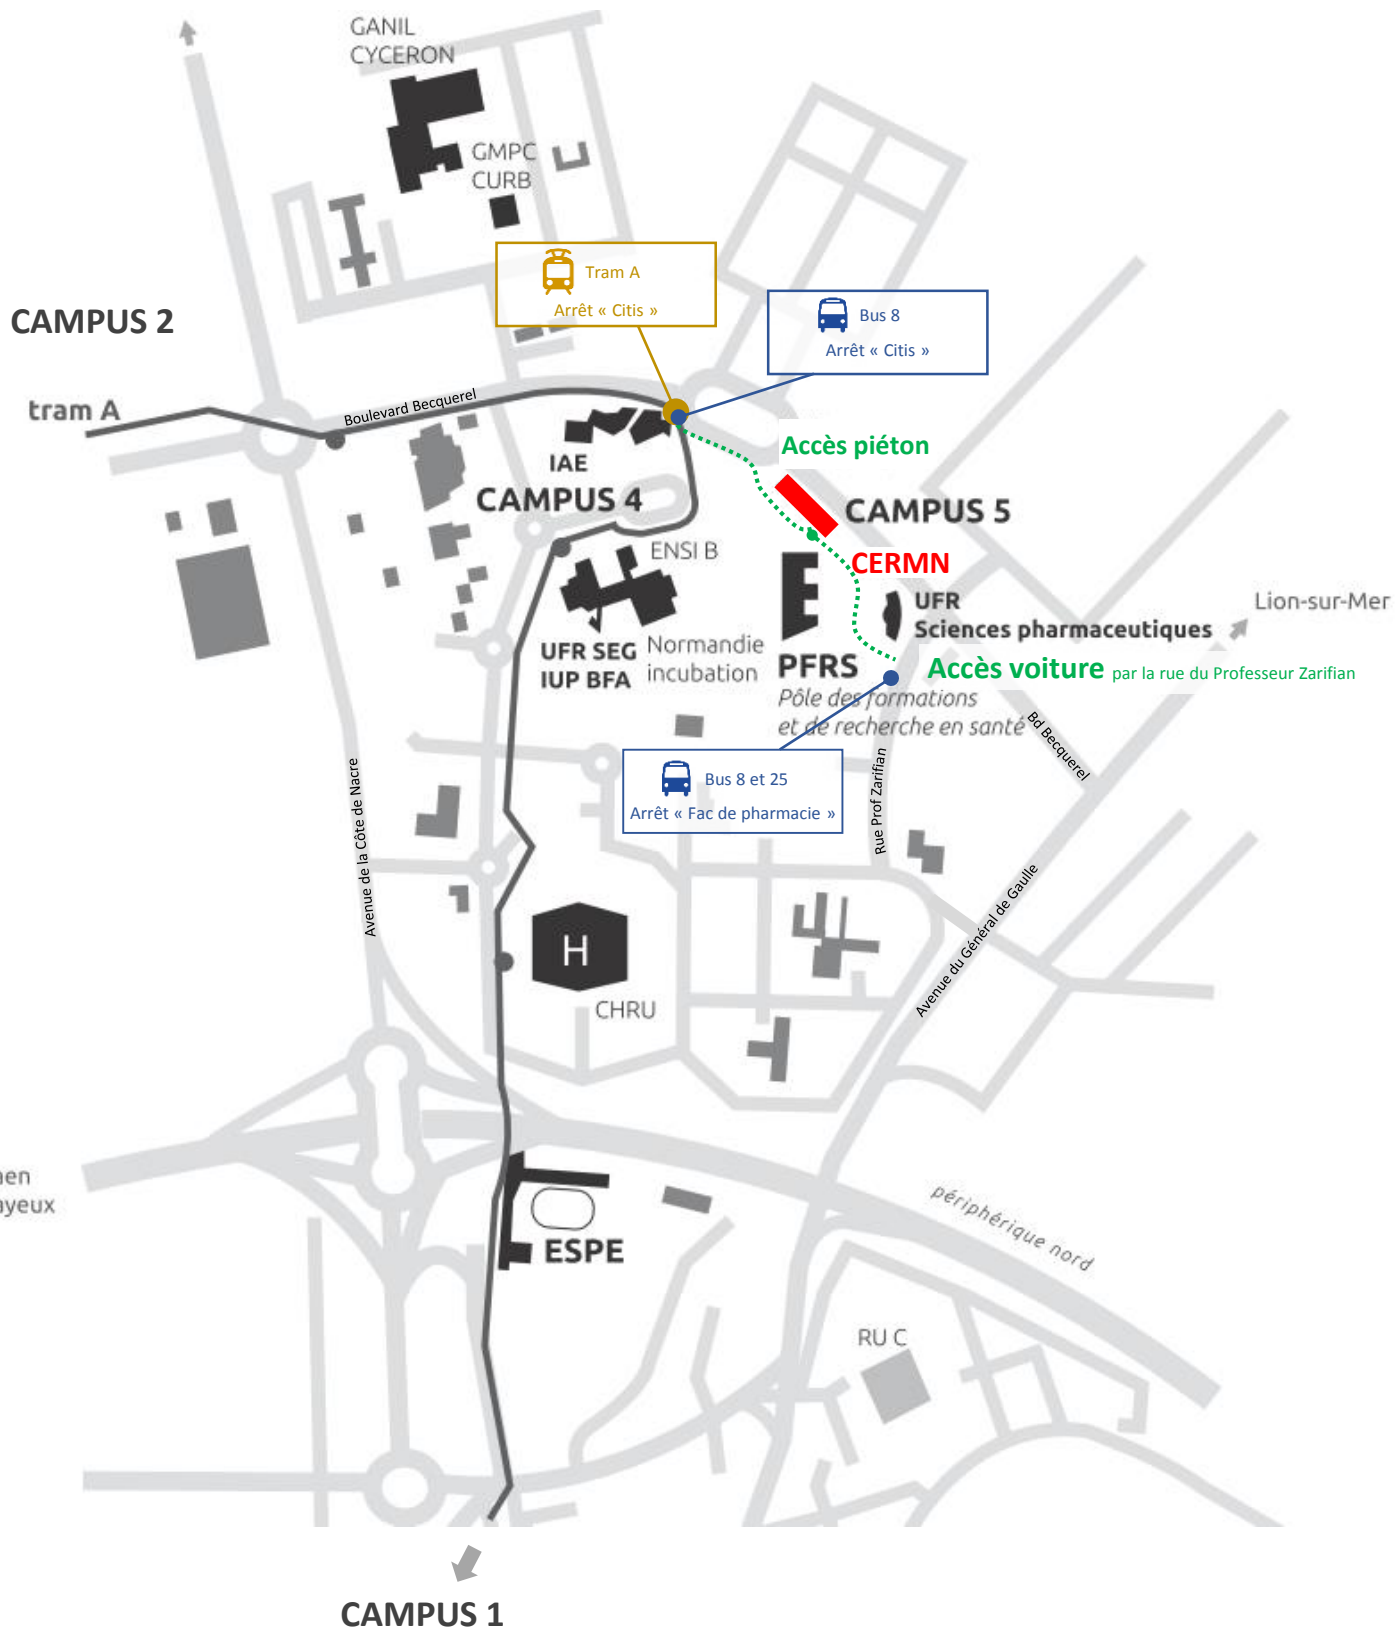 GANIL
CYCERON
GMPC
CURB
Tram A
Arrêt « Citis »
Bus 8
Arrêt « Citis »
CAMPUS 2
tram A
Boulevard Becquerel
Accès piéton
IAE
CAMPUS 4
CAMPUS 5
ENSI B
CERMN
UFR
Sciences pharmaceutiques
Lion-sur-Mer
UFR SEG
IUP BFA
Normandie
incubation
PFRS
Pôle des formations
et de recherche en santé
Accès voiture par la rue du Professeur Zarifian
Bd Becquerel
Bus 8 et 25
Arrêt « Fac de pharmacie »
Rue Prof Zarifian
Avenue de la Côte de Nacre
Avenue du Général de Gaulle
H
CHRU
ayeux
périphérique nord
ESPE
RU C
CAMPUS 1